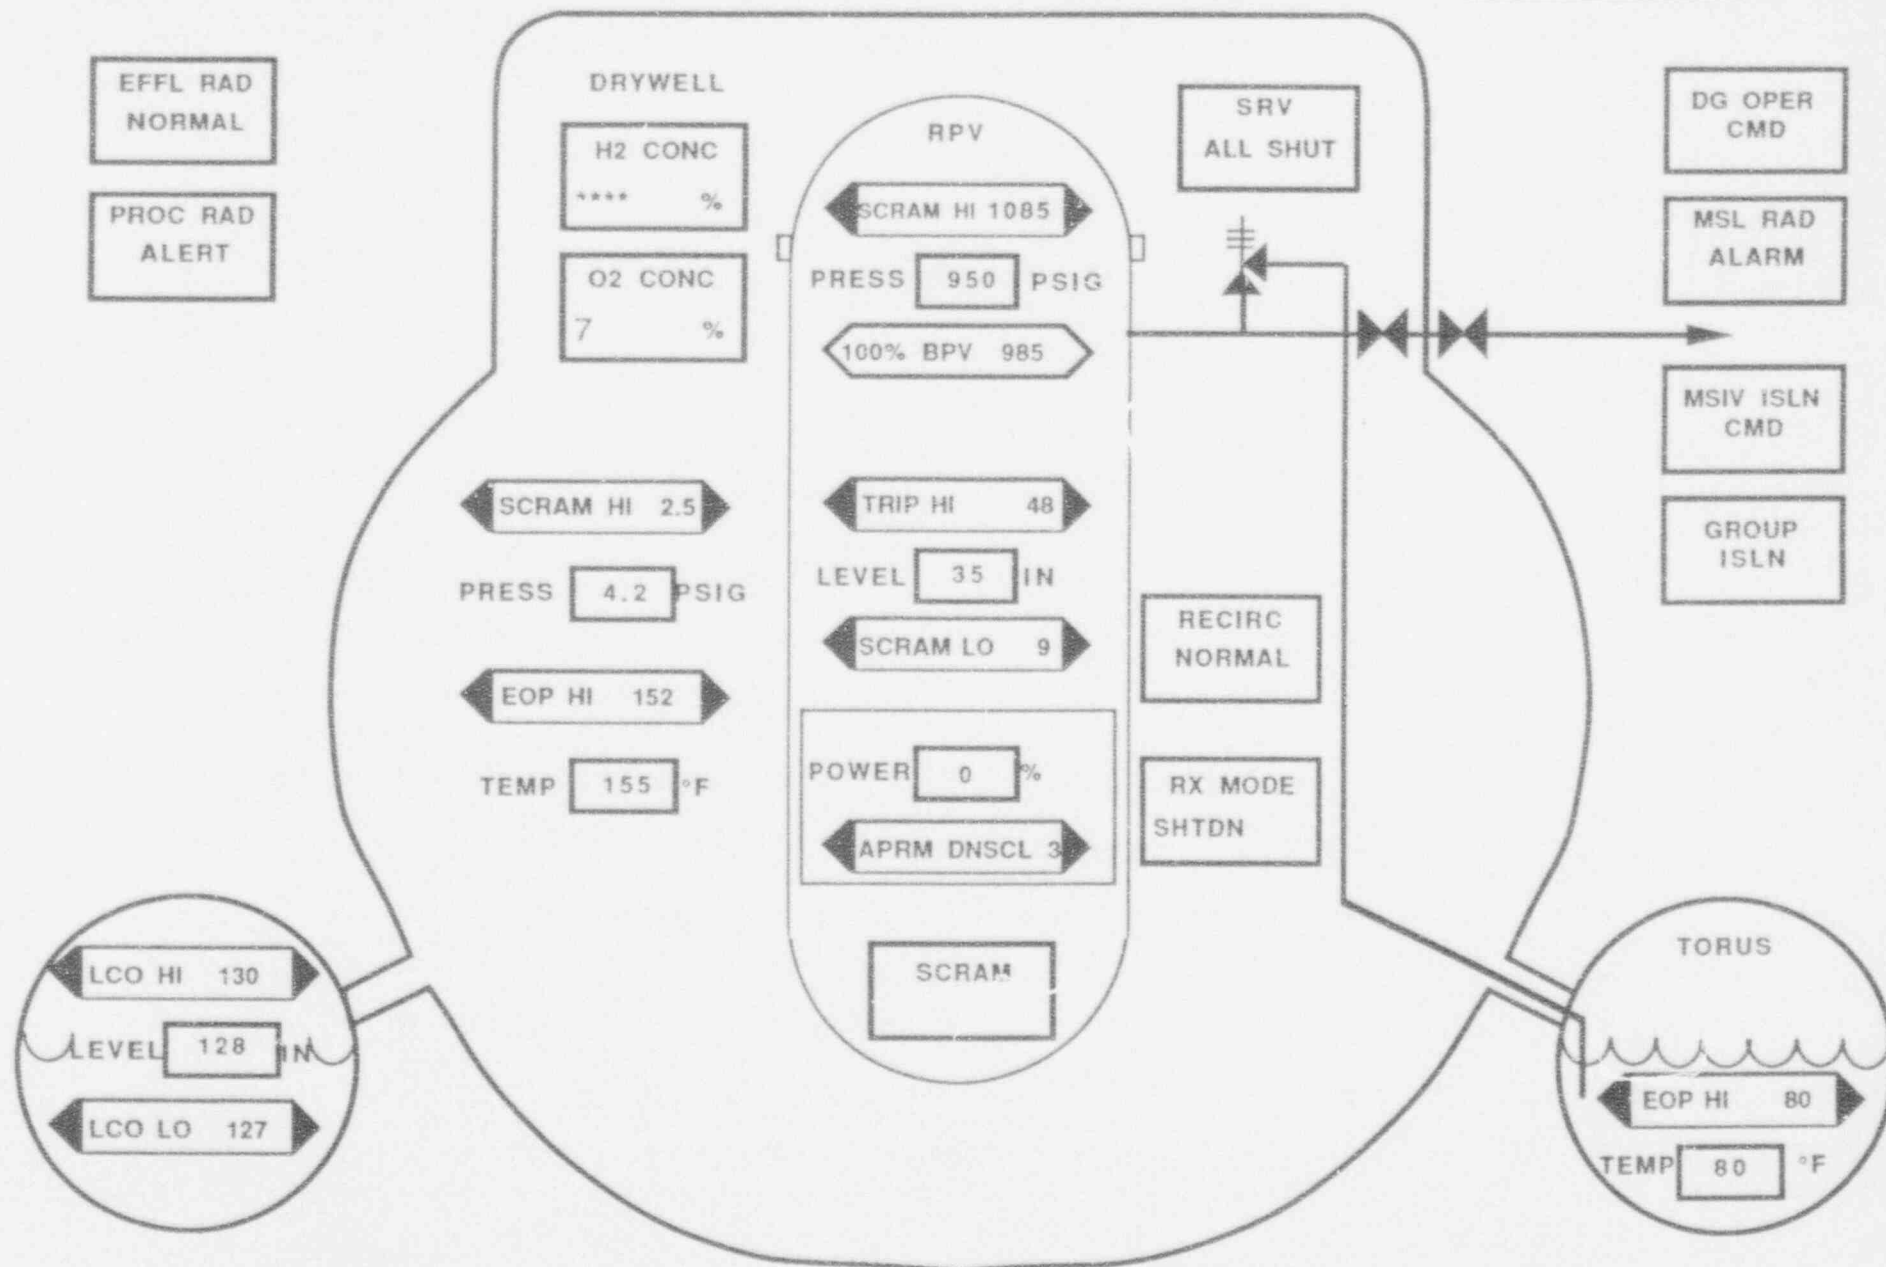 EFFL RAD
NORMAL
PROC RAD
ALERT
DRYWELL
H2 CONC
**** %
O2 CONC
7 %
RPV
SCRAM HI 1085
PRESS 950 PSIG
100% BPV 985
SRV
ALL SHUT
DG OPER
CMD
MSL RAD
ALARM
MSIV ISLN
CMD
GROUP
ISLN
SCRAM HI 2.5
PRESS 4.2 PSIG
EOP HI 152
TEMP 155 °F
TRIP HI 48
LEVEL 35 IN
SCRAM LO 9
POWER 0 %
APRM DNSCL 3
SCRAM
RECIRC
NORMAL
RX MODE
SHTDN
LCO HI 130
LEVEL 128 IN
LCO LO 127
TORUS
EOP HI 80
TEMP 80 °F